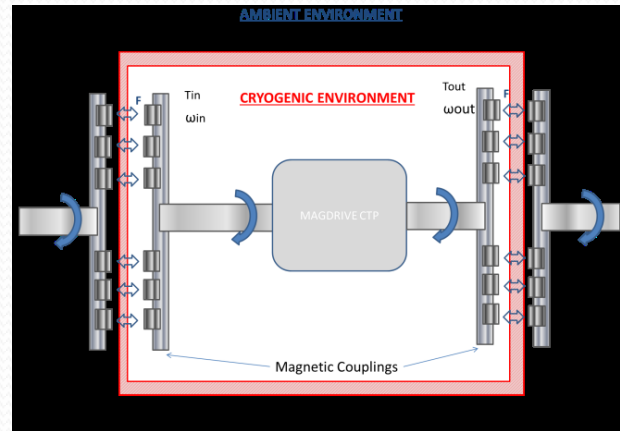 AMBIENT ENVIRONMENT
Tin
ωin
CRYOGENIC ENVIRONMENT
Tout
ωout
F
F
MAGDRIVE CTP
Magnetic Couplings